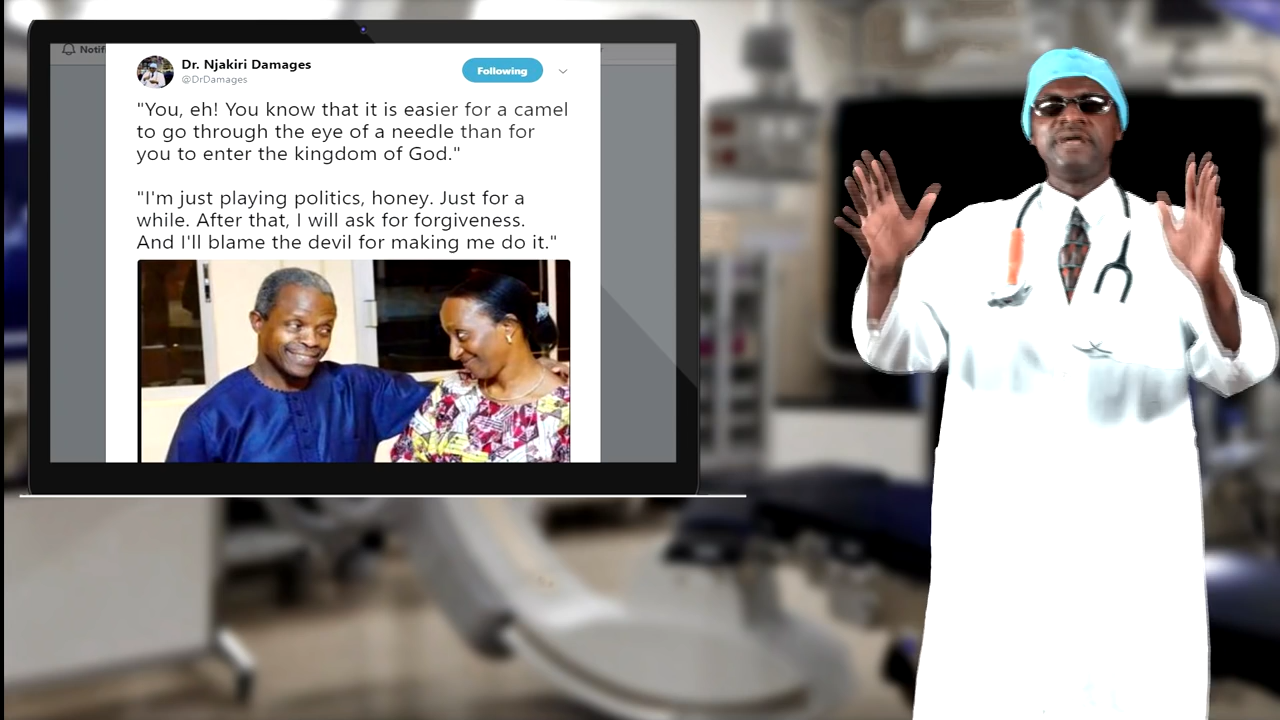 Notifi
Dr. Njakiri Damages
@DrDamages
Following
"You, eh! You know that it is easier for a camel
to go through the eye of a needle than for
you to enter the kingdom of God."
"I'm just playing politics, honey. Just for a
while. After that, I will ask for forgiveness.
And I'll blame the devil for making me do it."